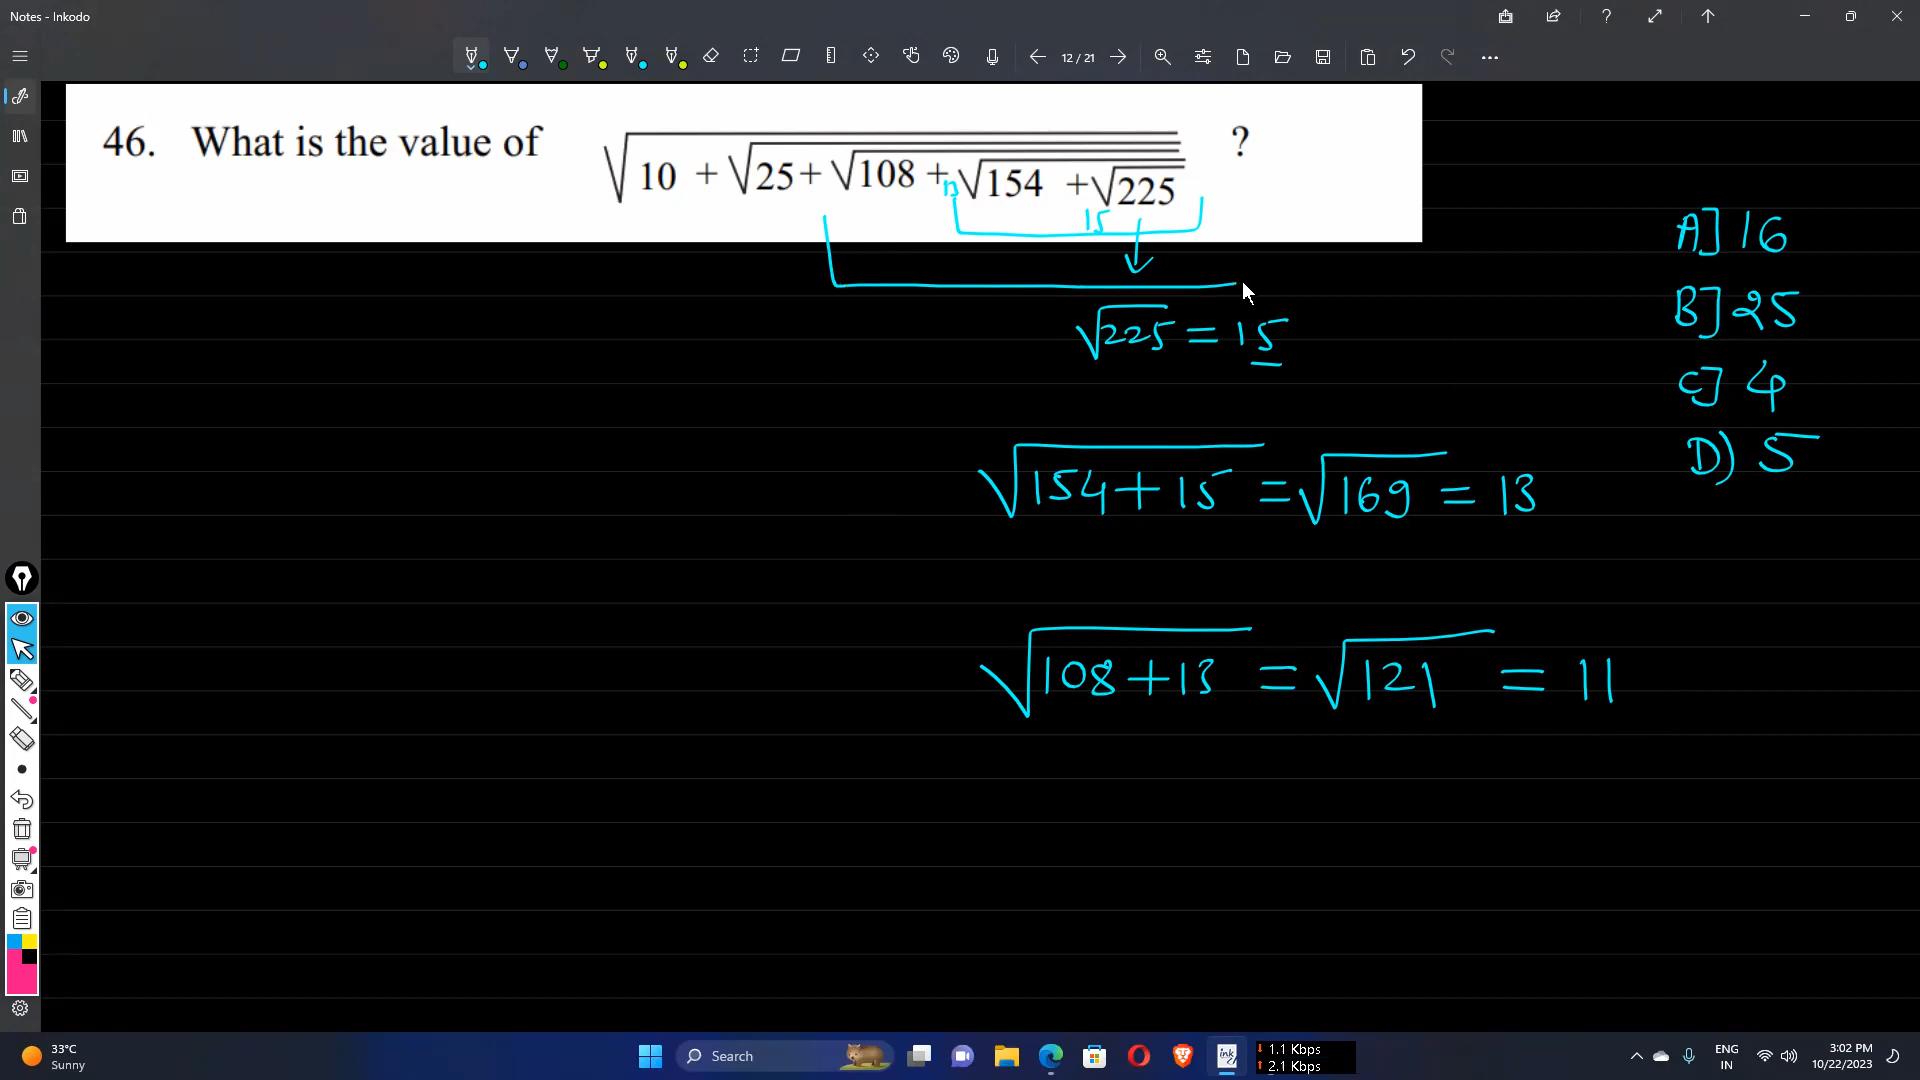 Notes - Inkodo
12 / 21
46. What is the value of √10 + √25 + √108 + √154 + √225 ?
13
15
√225 = 15
√154 + 15 = √169 = 13
√108 + 13 = √121 = 11
A] 16
B] 25
C] 4
D) 5
33°C
Sunny
Search
ink
1.1 Kbps
2.1 Kbps
ENG
IN
3:02 PM
10/22/2023